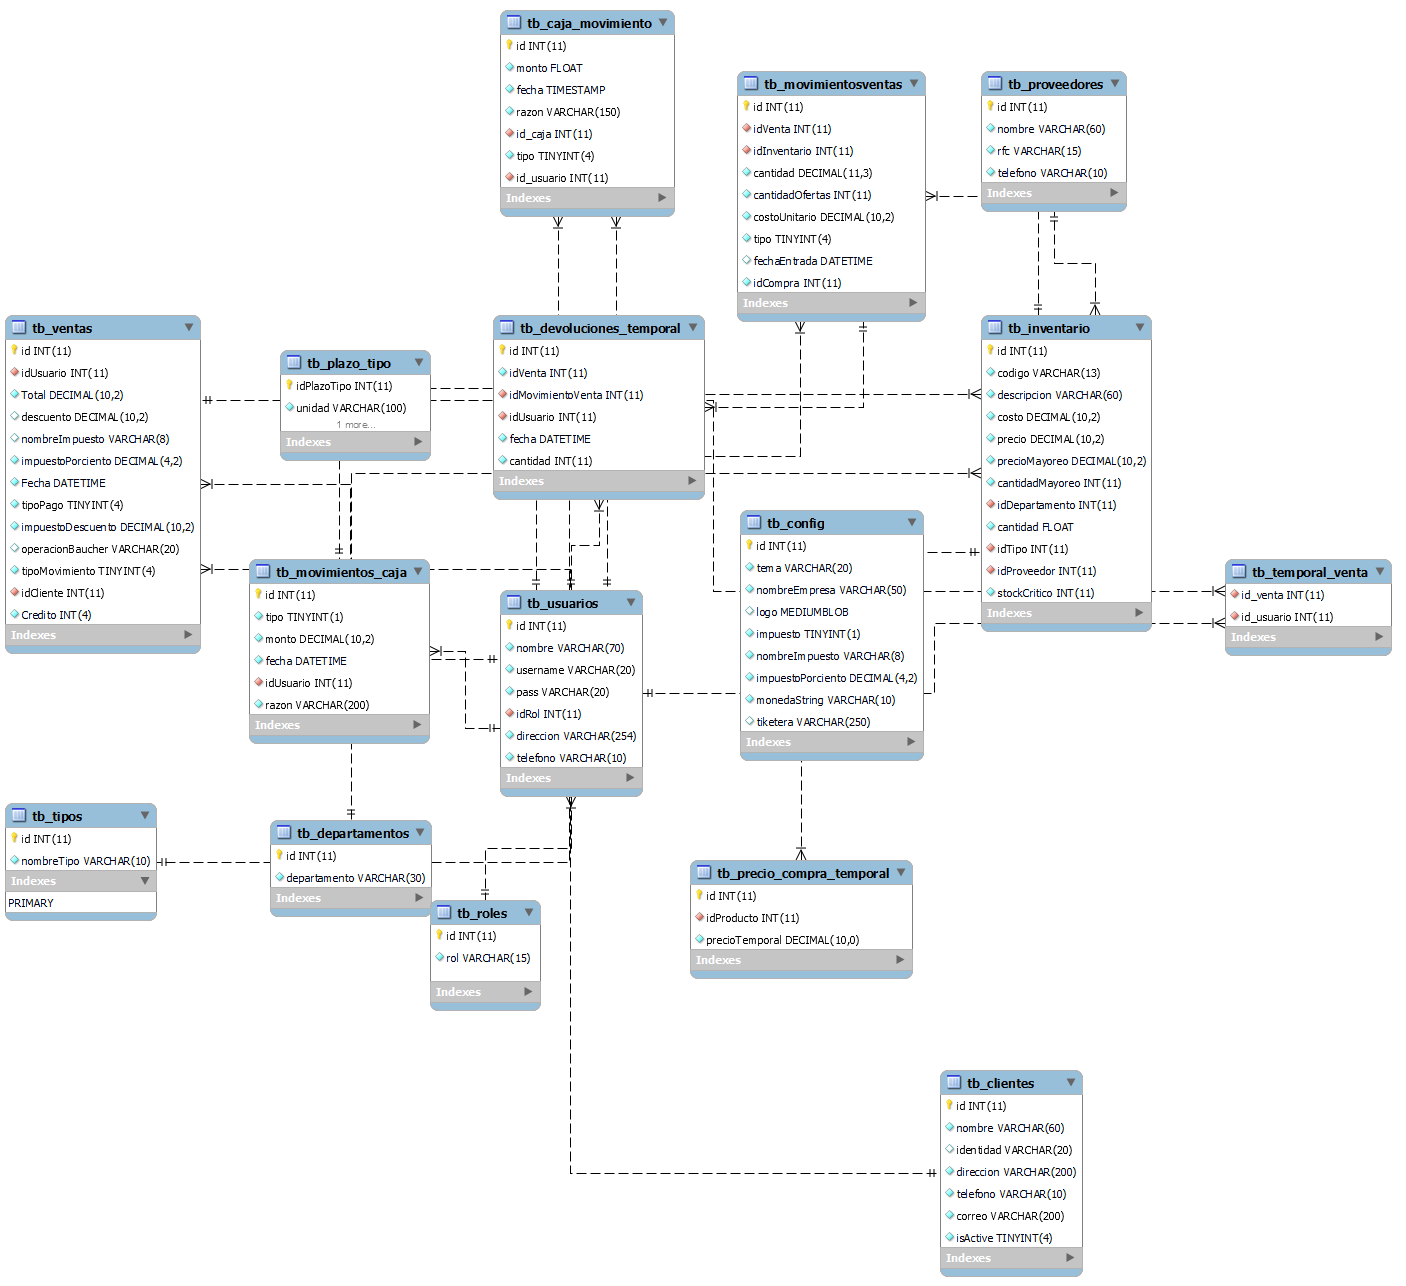 tb_caja_movimiento
id INT(11)
monto FLOAT
fecha TIMESTAMP
razon VARCHAR(150)
id_caja INT(11)
tipo TINYINT(4)
id_usuario INT(11)
Indexes
tb_movimientosventas
id INT(11)
idVenta INT(11)
idInventario INT(11)
cantidad DECIMAL(11,3)
cantidadOfertas INT(11)
costoUnitario DECIMAL(10,2)
tipo TINYINT(4)
fechaEntrada DATETIME
idCompra INT(11)
Indexes
tb_proveedores
id INT(11)
nombre VARCHAR(60)
rfc VARCHAR(15)
telefono VARCHAR(10)
Indexes
tb_ventas
id INT(11)
idUsuario INT(11)
Total DECIMAL(10,2)
descuento DECIMAL(10,2)
nombreImpuesto VARCHAR(8)
impuestoPorciento DECIMAL(4,2)
Fecha DATETIME
tipoPago TINYINT(4)
impuestoDescuento DECIMAL(10,2)
operacionBaucher VARCHAR(20)
tipoMovimiento TINYINT(4)
idCliente INT(11)
Credito INT(4)
Indexes
tb_plazo_tipo
idPlazoTipo INT(11)
unidad VARCHAR(100)
1 more...
Indexes
tb_devoluciones_temporal
id INT(11)
idVenta INT(11)
idMovimientoVenta INT(11)
idUsuario INT(11)
fecha DATETIME
cantidad INT(11)
Indexes
tb_inventario
id INT(11)
codigo VARCHAR(13)
descripcion VARCHAR(60)
costo DECIMAL(10,2)
precio DECIMAL(10,2)
precioMayoreo DECIMAL(10,2)
cantidadMayoreo INT(11)
idDepartamento INT(11)
cantidad FLOAT
idTipo INT(11)
idProveedor INT(11)
stockCritico INT(11)
Indexes
tb_config
id INT(11)
tema VARCHAR(20)
nombreEmpresa VARCHAR(50)
logo MEDIUMBLOB
impuesto TINYINT(1)
nombreImpuesto VARCHAR(8)
impuestoPorciento DECIMAL(4,2)
monedaString VARCHAR(10)
tiketera VARCHAR(250)
Indexes
tb_temporal_venta
id_venta INT(11)
id_usuario INT(11)
Indexes
tb_movimientos_caja
id INT(11)
tipo TINYINT(1)
monto DECIMAL(10,2)
fecha DATETIME
idUsuario INT(11)
razon VARCHAR(200)
Indexes
tb_usuarios
id INT(11)
nombre VARCHAR(70)
username VARCHAR(20)
pass VARCHAR(20)
idRol INT(11)
direccion VARCHAR(254)
telefono VARCHAR(10)
Indexes
tb_tipos
id INT(11)
nombreTipo VARCHAR(10)
Indexes
PRIMARY
tb_departamentos
id INT(11)
departamento VARCHAR(30)
Indexes
tb_roles
id INT(11)
rol VARCHAR(15)
Indexes
tb_precio_compra_temporal
id INT(11)
idProducto INT(11)
precioTemporal DECIMAL(10,0)
Indexes
tb_clientes
id INT(11)
nombre VARCHAR(60)
identidad VARCHAR(20)
direccion VARCHAR(200)
telefono VARCHAR(10)
correo VARCHAR(200)
isActive TINYINT(4)
Indexes